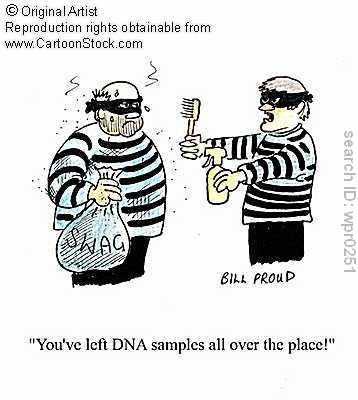 © Original Artist
Reproduction rights obtainable from
www.CartoonStock.com
SWAG
BILL PROUD
search ID: wpr0251
"You've left DNA samples all over the place!"